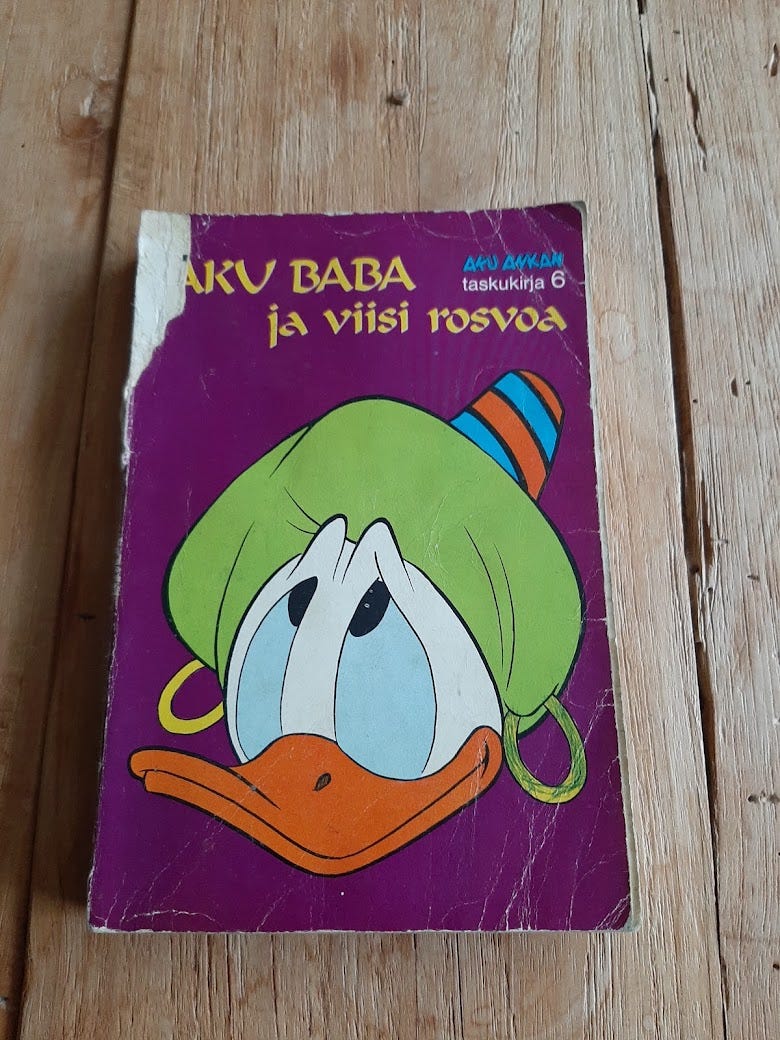 AKU BABA
ja viisi rosvoa
AKU ANKAN
taskukirja 6